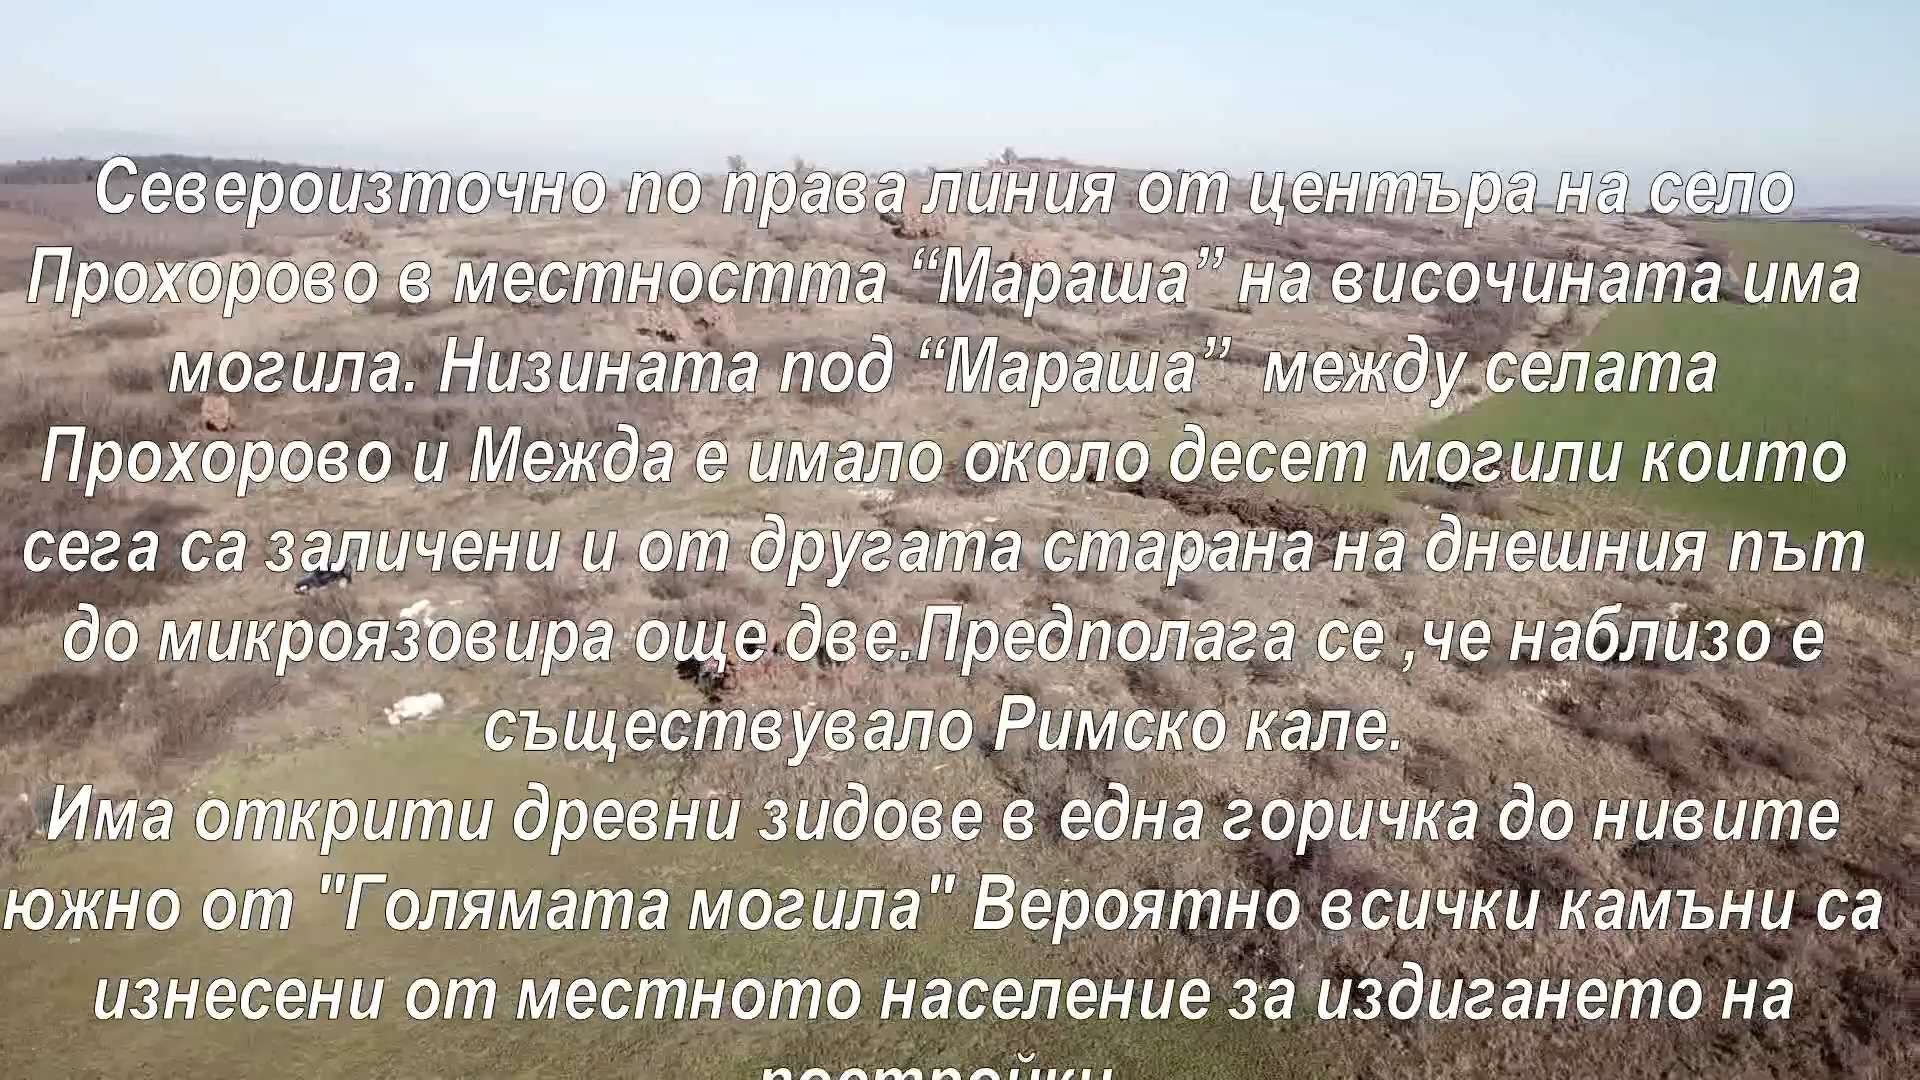 Североизточно по права линия от центъра на село
Прохорово в местността “Мараша” на височината има
могила. Низината под “Мараша” между селата
Прохорово и Межда е имало около десет могили които
сега са заличени и от другата старана на днешния път
до микроязовира още две.Предполага се ,че наблизо е
съществувало Римско кале.
Има открити древни зидове в една горичка до нивите
южно от "Голямата могила" Вероятно всички камъни са
изнесени от местното население за издигането на